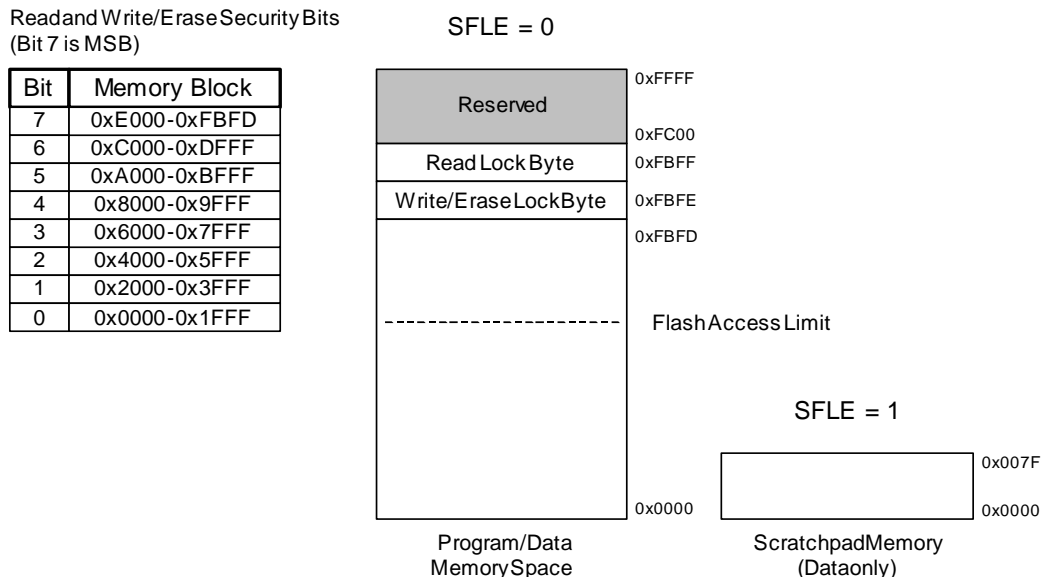 Read and Write/Erase Security Bits
(Bit 7 is MSB)
Bit Memory Block
7 0xE000-0xFBFD
6 0xC000-0xDFFF
5 0xA000-0xBFFF
4 0x8000-0x9FFF
3 0x6000-0x7FFF
2 0x4000-0x5FFF
1 0x2000-0x3FFF
0 0x0000-0x1FFF
SFLE = 0
Reserved
0xFFFF
0xFC00
Read Lock Byte
0xFBFF
Write/Erase Lock Byte
0xFBFE
0xFBFD
Flash Access Limit
0x0000
Program/Data
Memory Space
SFLE = 1
0x007F
0x0000
Scratchpad Memory
(Data only)